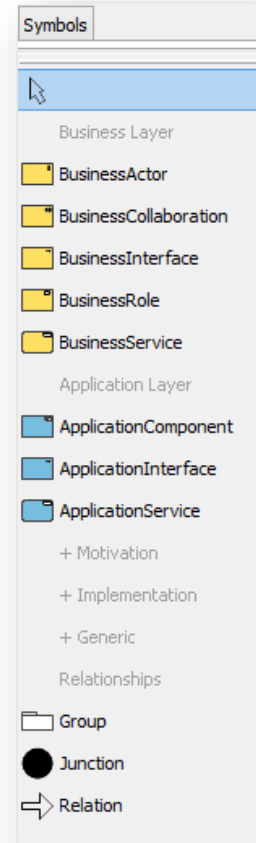 Symbols
Business Layer
BusinessActor
BusinessCollaboration
BusinessInterface
BusinessRole
BusinessService
Application Layer
ApplicationComponent
ApplicationInterface
ApplicationService
+ Motivation
+ Implementation
+ Generic
Relationships
Group
Junction
Relation